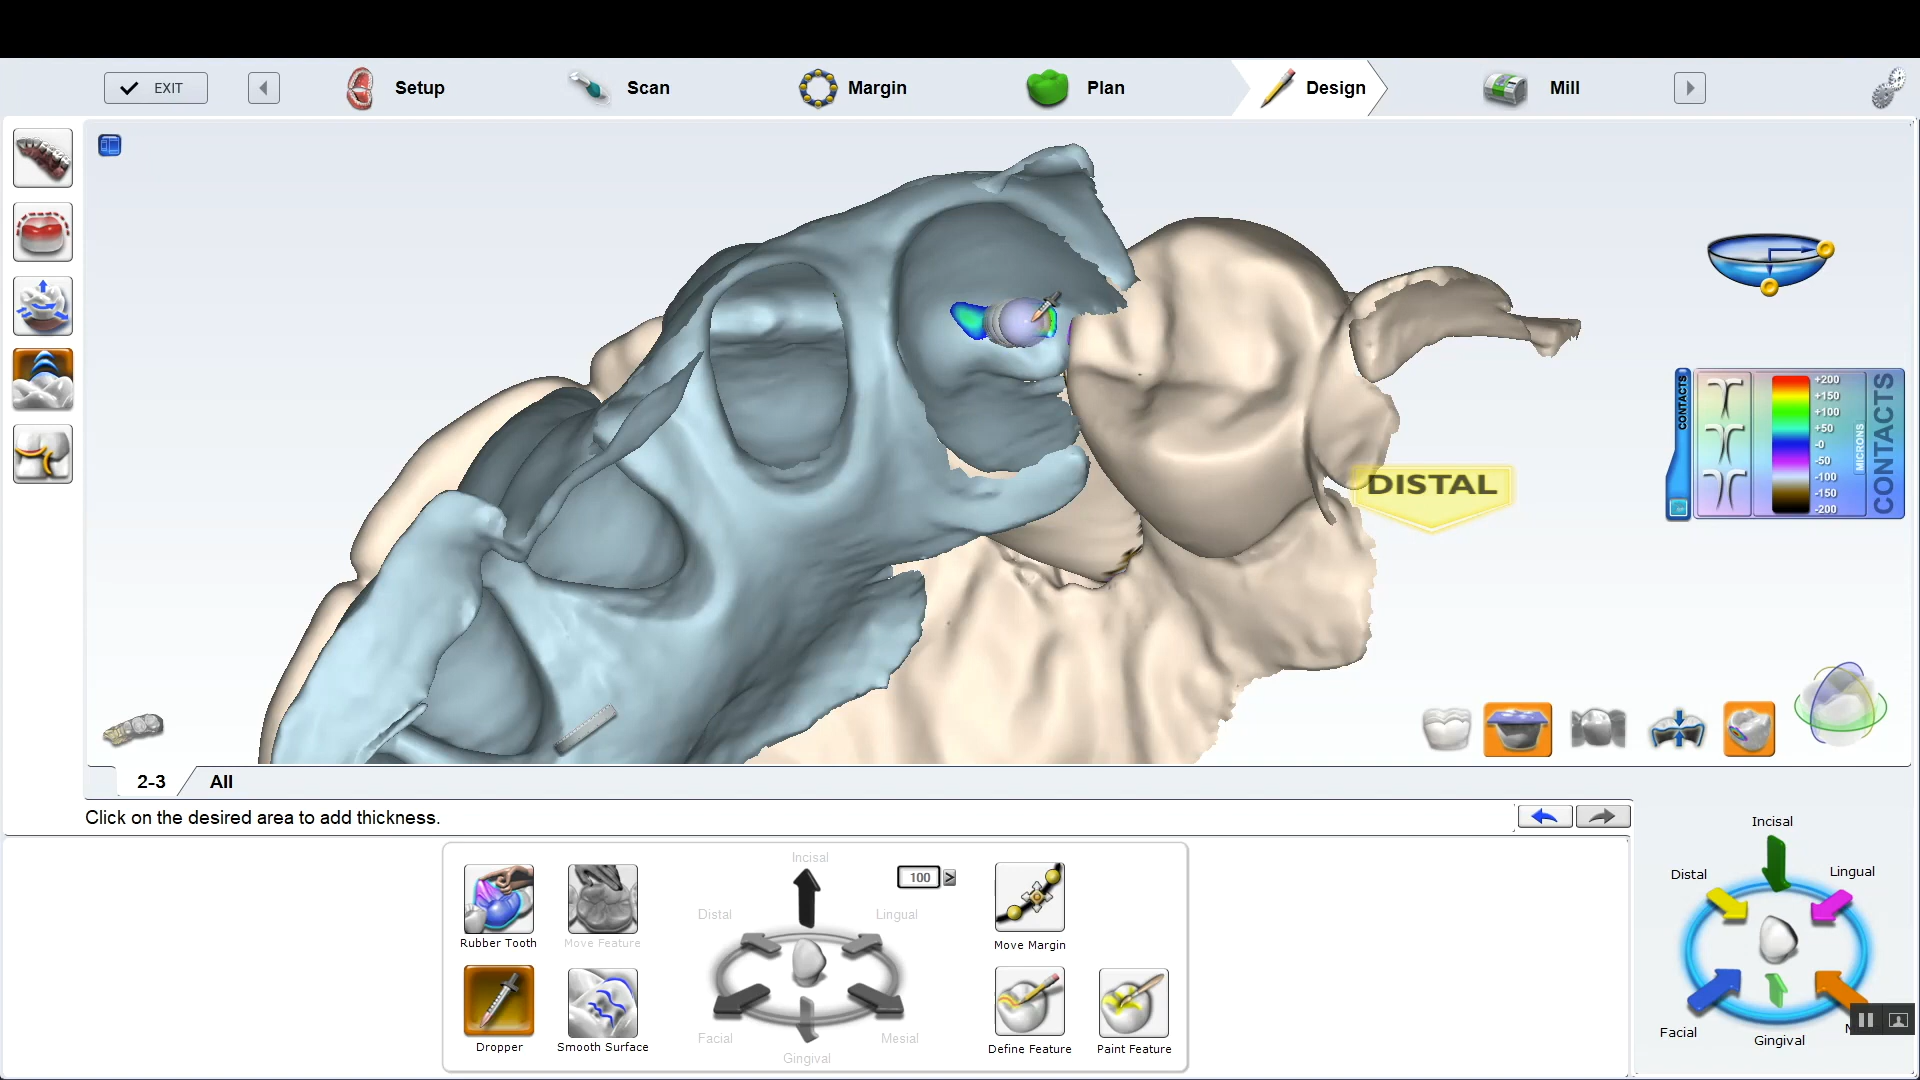 EXIT
Setup
Scan
Margin
Plan
Design
Mill
DISTAL
CONTACTS
+200
+150
+100
+50
-0
-50
-100
-150
-200
MICRONS
CONTACTS
2-3
All
Click on the desired area to add thickness.
Rubber Tooth
Move Feature
Dropper
Smooth Surface
Incisal
Distal
Lingual
Facial
Mesial
Gingival
100
Move Margin
Define Feature
Paint Feature
Incisal
Distal
Lingual
Facial
Gingival